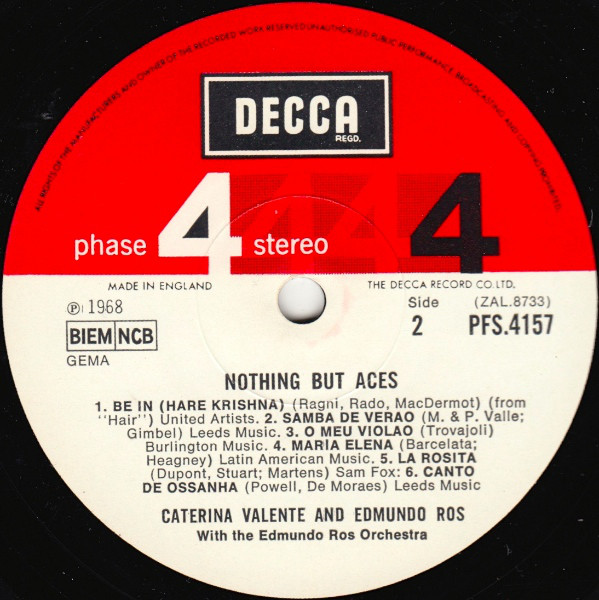 ALL RIGHTS OF THE MANUFACTURERS AND OWNER OF THE RECORDED WORK RESERVED UNAUTHORISED PUBLIC PERFORMANCE, BROADCASTING AND COPYING PROHIBITED.
DECCA
REGD.
phase 4 stereo 4
MADE IN ENGLAND THE DECCA RECORD CO. LTD.
Ⓟ 1968 Side (ZAL.8733)
BIEM NCB 2 PFS.4157
GEMA
NOTHING BUT ACES
1. BE IN (HARE KRISHNA) (Ragni, Rado, MacDermot) (from
''Hair'') United Artists. 2. SAMBA DE VERAO (M. & P. Valle;
Gimbel) Leeds Music. 3. O MEU VIOLAO (Trovajoli)
Burlington Music. 4. MARIA ELENA (Barcelata;
Heagney) Latin American Music. 5. LA ROSITA
(Dupont, Stuart; Martens) Sam Fox: 6. CANTO
DE OSSANHA (Powell, De Moraes) Leeds Music
CATERINA VALENTE AND EDMUNDO ROS
With the Edmundo Ros Orchestra